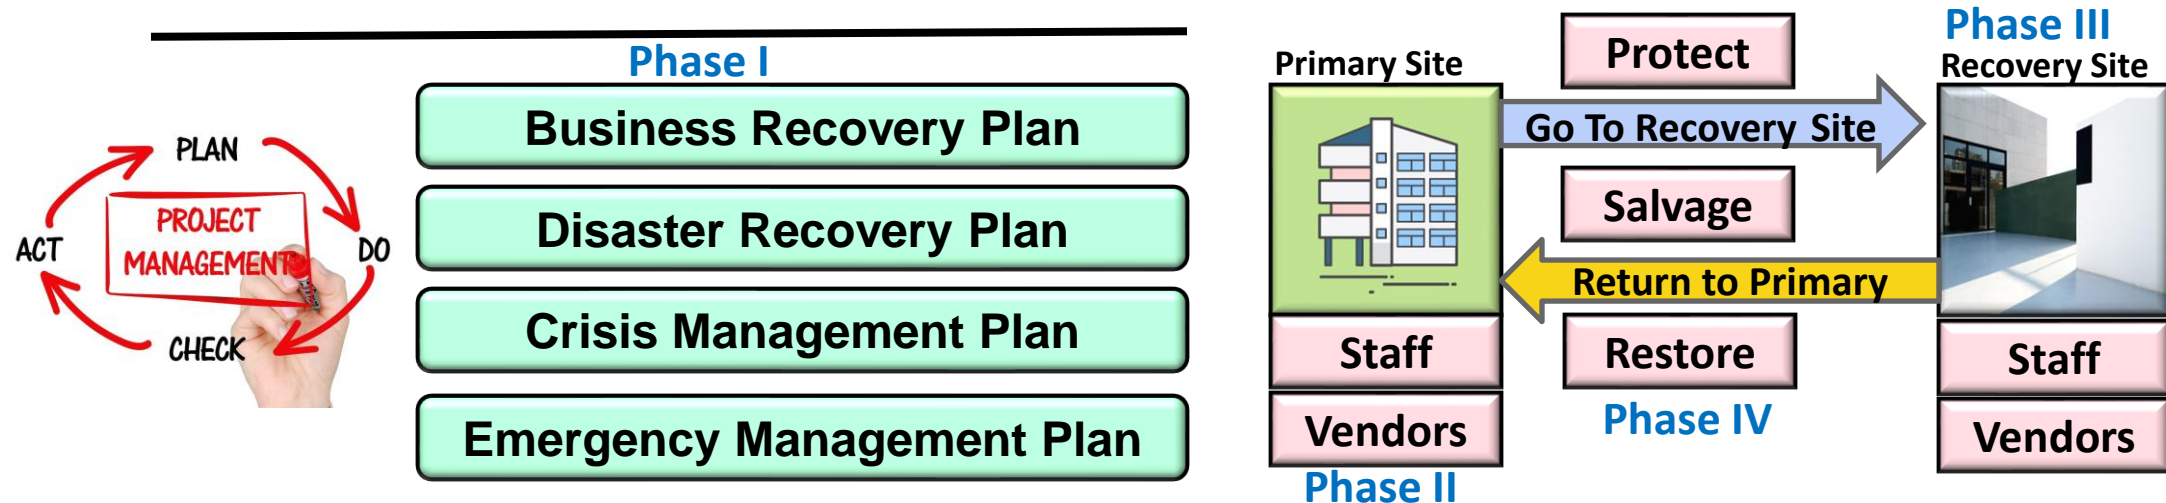 PLAN
PROJECT
MANAGEMENT
ACT
DO
CHECK
Phase I
Business Recovery Plan
Disaster Recovery Plan
Crisis Management Plan
Emergency Management Plan
Primary Site
Staff
Vendors
Phase II
Protect
Go To Recovery Site
Salvage
Return to Primary
Restore
Phase IV
Phase III
Recovery Site
Staff
Vendors